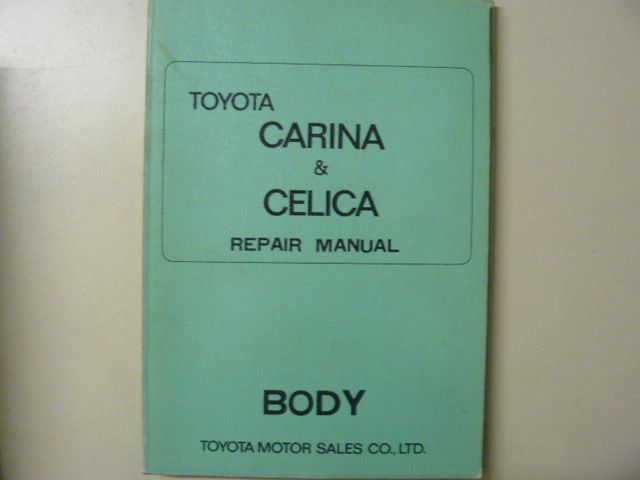 TOYOTA
CARINA
&
CELICA
REPAIR MANUAL
BODY
TOYOTA MOTOR SALES CO., LTD.